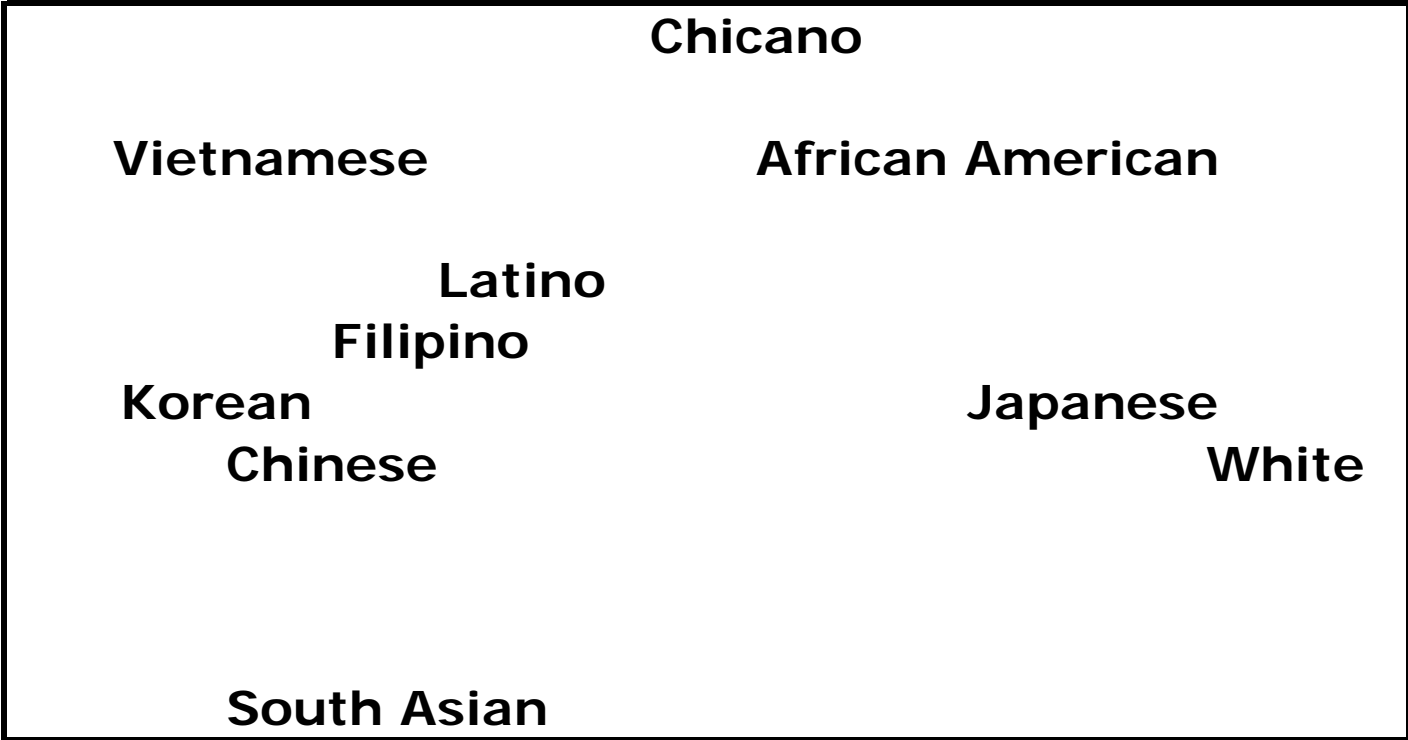 Chicano
Vietnamese African American
Latino
Filipino
Korean Japanese
Chinese White
South Asian